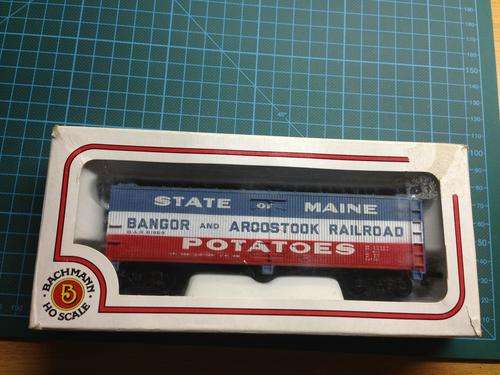 STATE OF MAINE
BANGOR AND AROOSTOOK RAILROAD
POTATOES
BACHMANN
B
HO SCALE